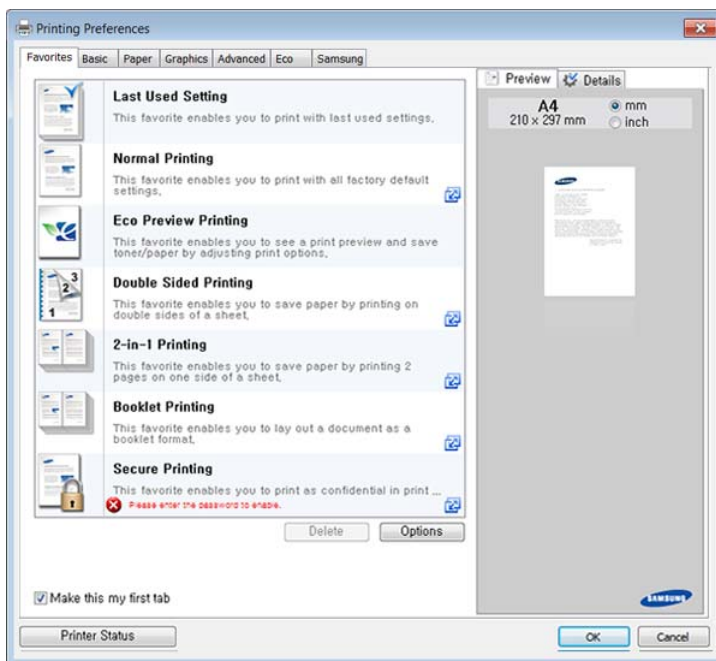 Printing Preferences
Favorites Basic Paper Graphics Advanced Eco Samsung
Last Used Setting
This favorite enables you to print with last used settings.
Normal Printing
This favorite enables you to print with all factory default
settings.
Eco Preview Printing
This favorite enables you to see a print preview and save
toner/paper by adjusting print options.
3
2
1
Double Sided Printing
This favorite enables you to save paper by printing on
double sides of a sheet.
2-in-1 Printing
This favorite enables you to save paper by printing 2
pages on one side of a sheet.
Booklet Printing
This favorite enables you to lay out a document as a
booklet format.
Secure Printing
This favorite enables you to print as confidential in print ...
Please enter the password to enable.
Delete Options
Make this my first tab
Printer Status
Preview Details
A4
210 x 297 mm
mm
inch
SAMSUNG
OK Cancel